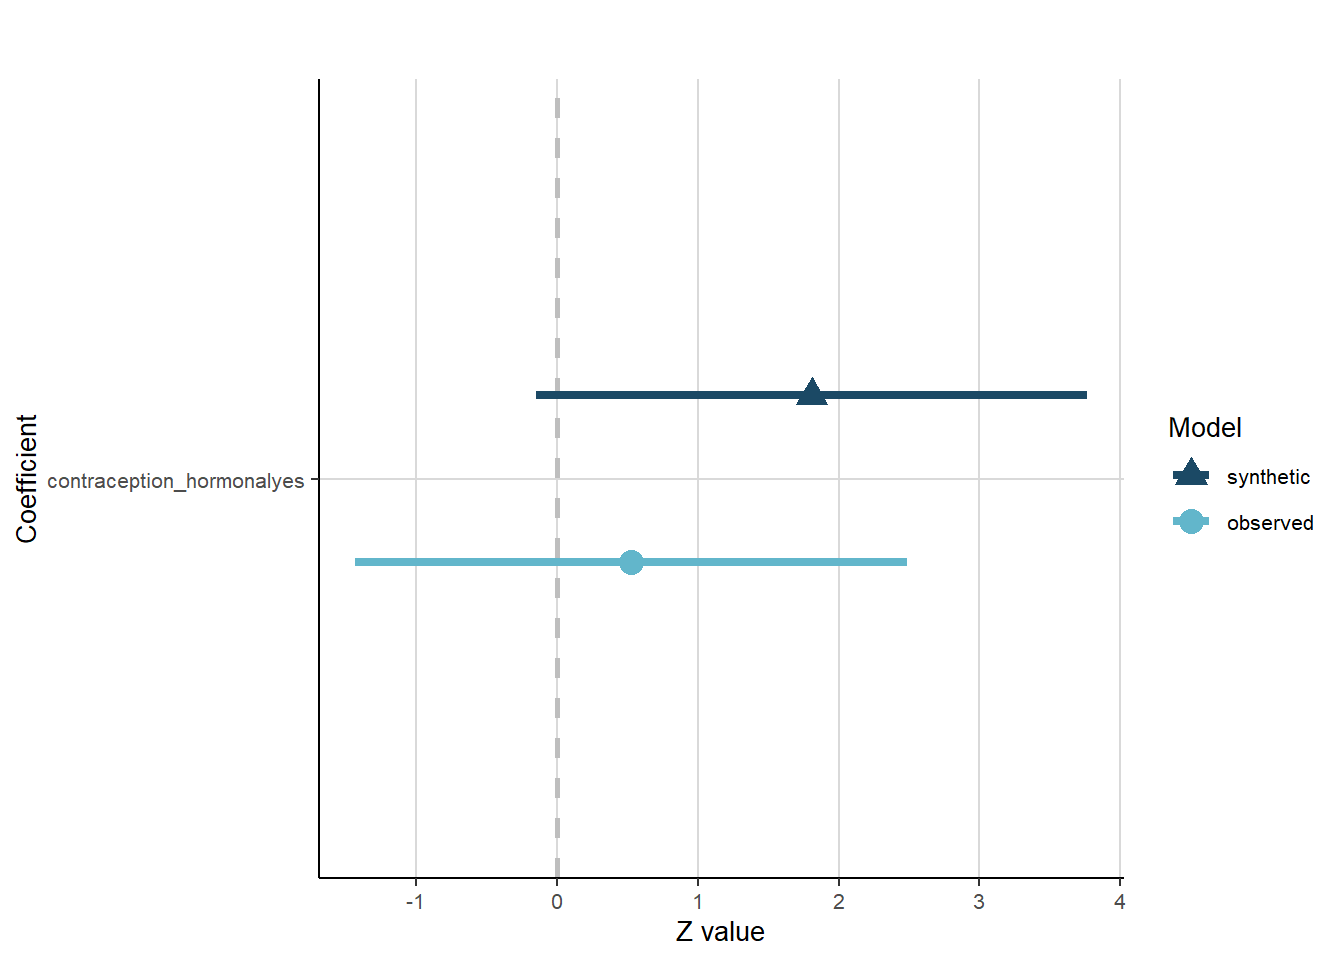 Coefficient
contraception_hormonalyes
-1 0 1 2 3 4
Z value
Model
synthetic
observed